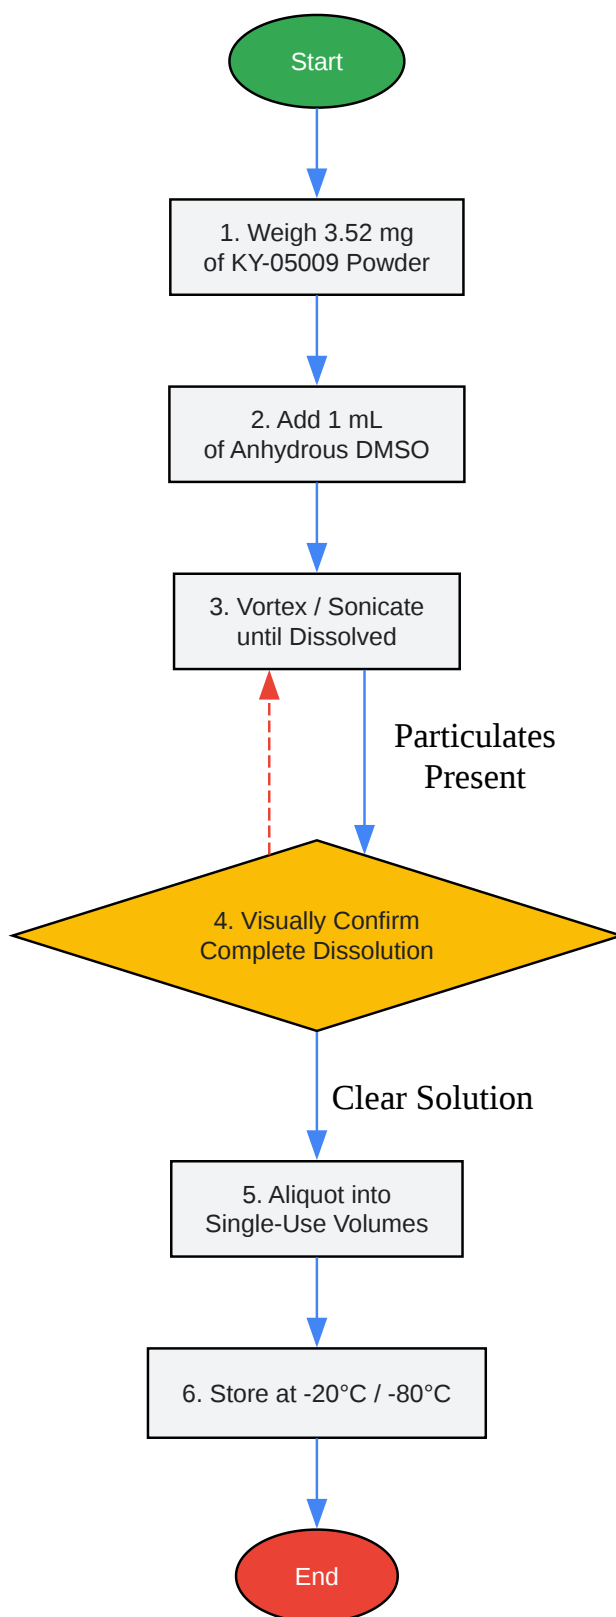 Start
1. Weigh 3.52 mg
of KY-05009 Powder
2. Add 1 mL
of Anhydrous DMSO
3. Vortex / Sonicate
until Dissolved
Particulates
Present
4. Visually Confirm
Complete Dissolution
Clear Solution
5. Aliquot into
Single-Use Volumes
6. Store at -20°C / -80°C
End